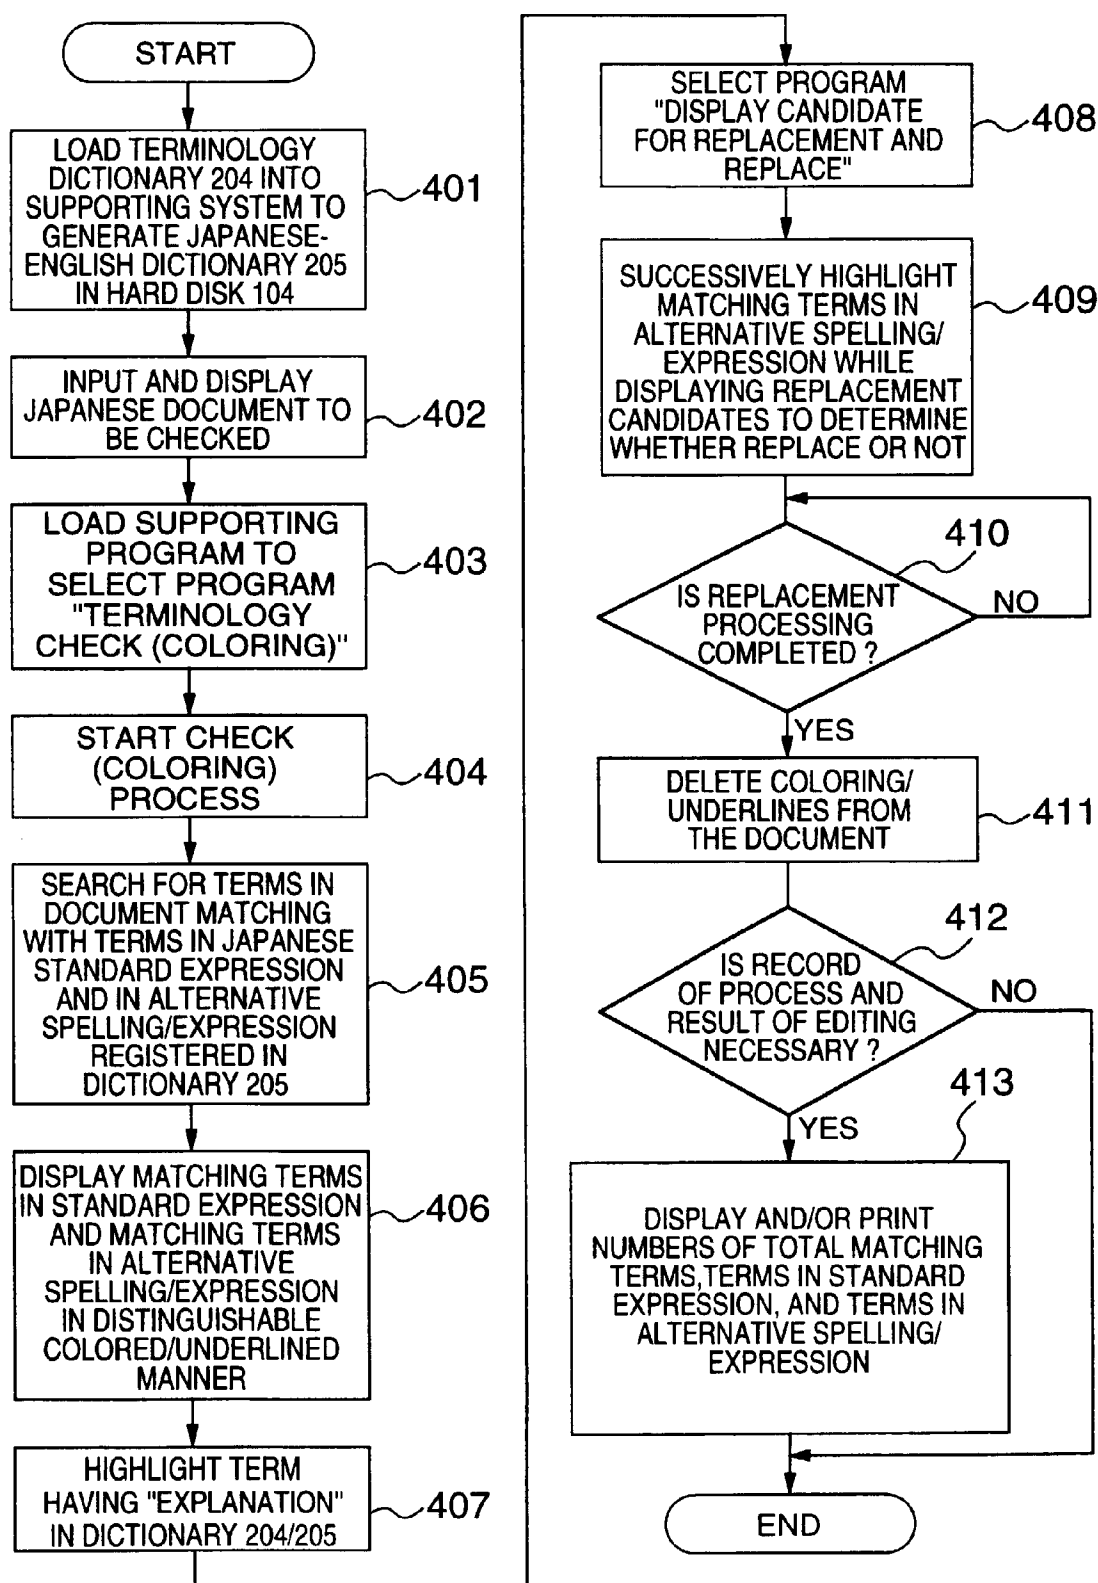 START
LOAD TERMINOLOGY
DICTIONARY 204 INTO
SUPPORTING SYSTEM TO
GENERATE JAPANESE-
ENGLISH DICTIONARY 205
IN HARD DISK 104
401
INPUT AND DISPLAY
JAPANESE DOCUMENT TO
BE CHECKED
402
LOAD SUPPORTING
PROGRAM TO
SELECT PROGRAM
"TERMINOLOGY
CHECK (COLORING)"
403
START CHECK
(COLORING)
PROCESS
404
SEARCH FOR TERMS IN
DOCUMENT MATCHING
WITH TERMS IN JAPANESE
STANDARD EXPRESSION
AND IN ALTERNATIVE
SPELLING/EXPRESSION
REGISTERED IN
DICTIONARY 205
405
DISPLAY MATCHING TERMS
IN STANDARD EXPRESSION
AND MATCHING TERMS
IN ALTERNATIVE
SPELLING/EXPRESSION
IN DISTINGUISHABLE
COLORED/UNDERLINED
MANNER
406
HIGHLIGHT TERM
HAVING "EXPLANATION"
IN DICTIONARY 204/205
407
SELECT PROGRAM
"DISPLAY CANDIDATE
FOR REPLACEMENT AND
REPLACE"
408
SUCCESSIVELY HIGHLIGHT
MATCHING TERMS IN
ALTERNATIVE SPELLING/
EXPRESSION WHILE
DISPLAYING REPLACEMENT
CANDIDATES TO DETERMINE
WHETHER REPLACE OR NOT
409
410
IS REPLACEMENT
PROCESSING
COMPLETED ?
NO
YES
DELETE COLORING/
UNDERLINES FROM
THE DOCUMENT
411
412
IS RECORD
OF PROCESS AND
RESULT OF EDITING
NECESSARY ?
NO
YES
413
DISPLAY AND/OR PRINT
NUMBERS OF TOTAL MATCHING
TERMS,TERMS IN STANDARD
EXPRESSION, AND TERMS IN
ALTERNATIVE SPELLING/
EXPRESSION
END